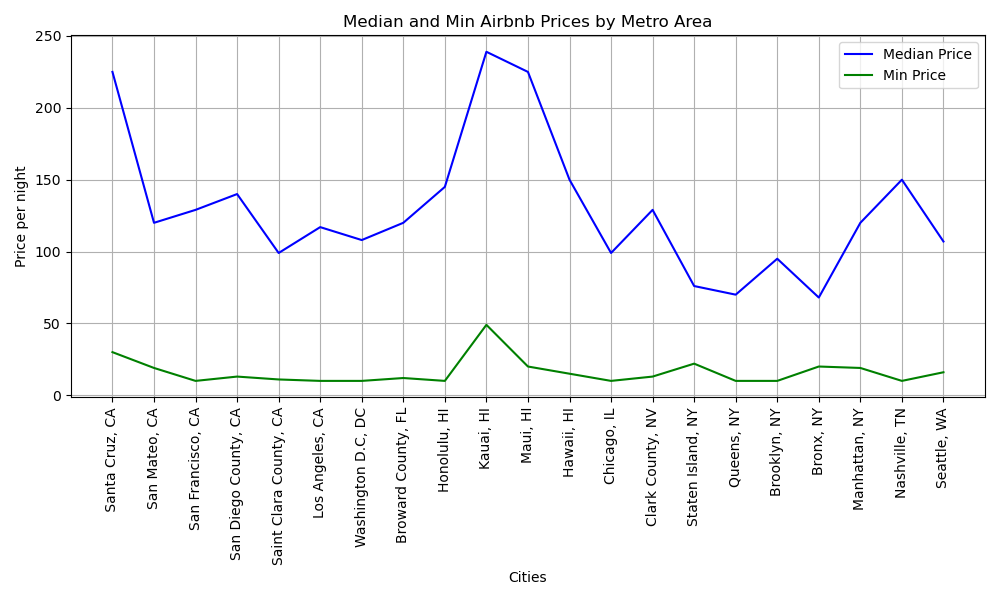 Median and Min Airbnb Prices by Metro Area
Median Price
Min Price
Price per night
250
200
150
100
50
0
Santa Cruz, CA
San Mateo, CA
San Francisco, CA
San Diego County, CA
Saint Clara County, CA
Los Angeles, CA
Washington D.C, DC
Broward County, FL
Honolulu, HI
Kauai, HI
Maui, HI
Hawaii, HI
Chicago, IL
Clark County, NV
Staten Island, NY
Queens, NY
Brooklyn, NY
Bronx, NY
Manhattan, NY
Nashville, TN
Seattle, WA
Cities